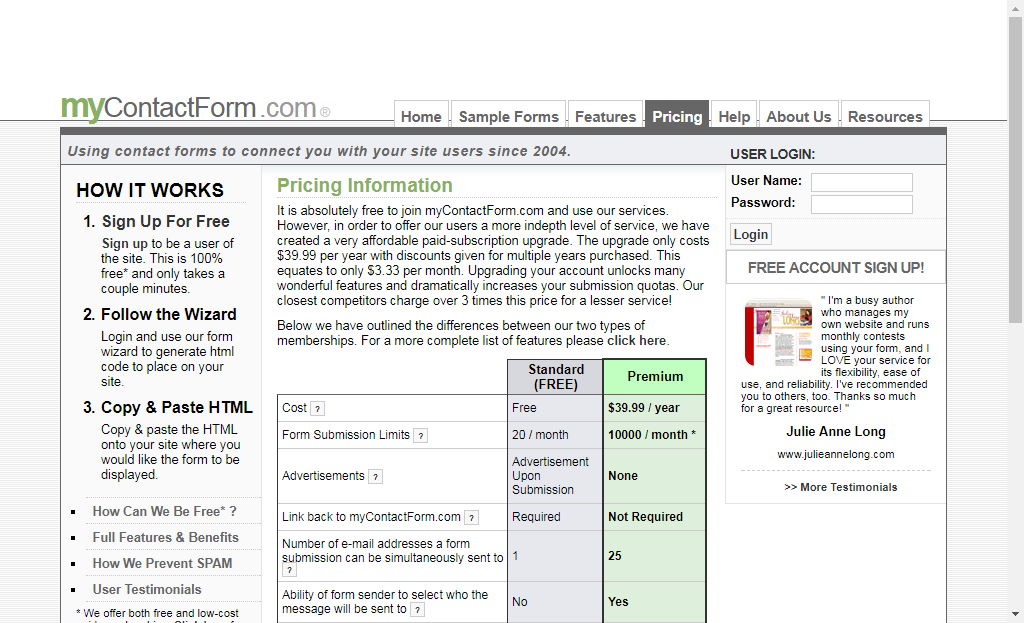 myContactForm.com ®
Home
Sample Forms
Features
Pricing
Help
About Us
Resources
Using contact forms to connect you with your site users since 2004.
USER LOGIN:
HOW IT WORKS
1. Sign Up For Free
Sign up to be a user of
the site. This is 100%
free* and only takes a
couple minutes.
2. Follow the Wizard
Login and use our form
wizard to generate html
code to place on your
site.
3. Copy & Paste HTML
Copy & paste the HTML
onto your site where you
would like the form to be
displayed.
How Can We Be Free* ?
Full Features & Benefits
How We Prevent SPAM
User Testimonials
* We offer both free and low-cost
Pricing Information
It is absolutely free to join myContactForm.com and use our services.
However, in order to offer our users a more indepth level of service, we have
created a very affordable paid-subscription upgrade. The upgrade only costs
$39.99 per year with discounts given for multiple years purchased. This
equates to only $3.33 per month. Upgrading your account unlocks many
wonderful features and dramatically increases your submission quotas. Our
closest competitors charge over 3 times this price for a lesser service!
Below we have outlined the differences between our two types of
memberships. For a more complete list of features please click here.
Standard
(FREE)
Premium
Cost ?
Free
$39.99 / year
Form Submission Limits ?
20 / month
10000 / month *
Advertisements ?
Advertisement
Upon
Submission
None
Link back to myContactForm.com ?
Required
Not Required
Number of e-mail addresses a form
submission can be simultaneously sent to
?
1
25
Ability of form sender to select who the
message will be sent to ?
No
Yes
User Name:
Password:
Login
FREE ACCOUNT SIGN UP!
" I'm a busy author
who manages my
own website and runs
monthly contests
using your form, and I
LOVE your service for
its flexibility, ease of
use, and reliability. I've recommended
you to others, too. Thanks so much
for a great resource! "
Julie Anne Long
www.julieannelong.com
>> More Testimonials